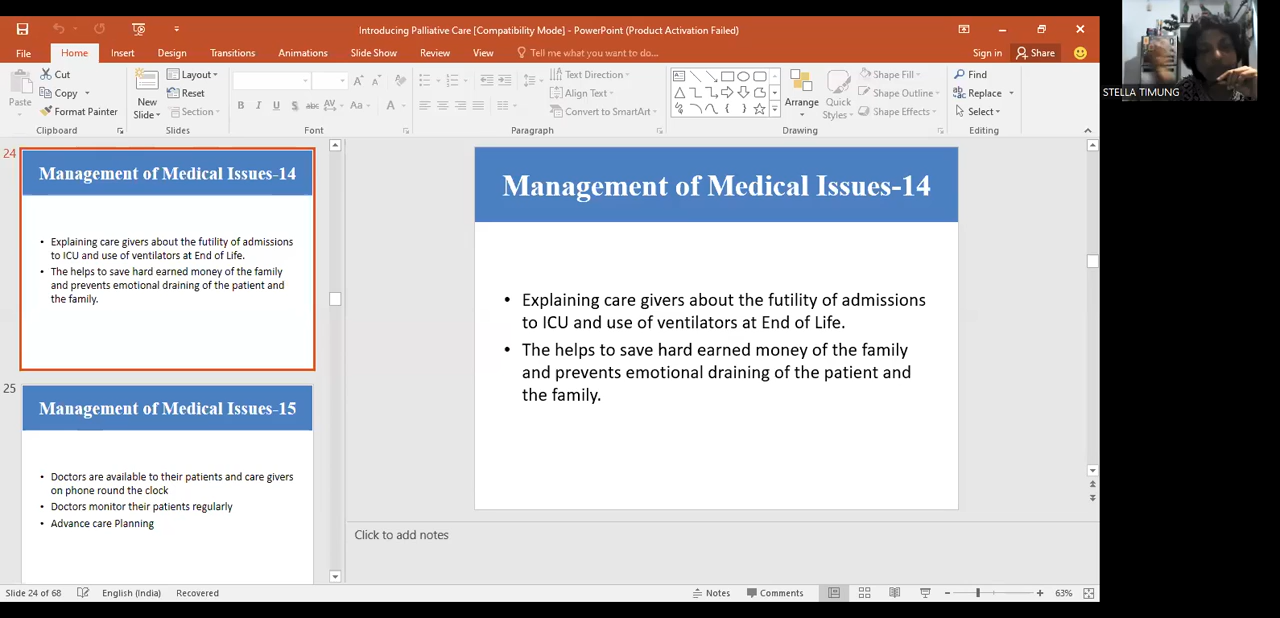 Introducing Palliative Care [Compatibility Mode] - PowerPoint (Product Activation Failed)
File Home Insert Design Transitions Animations Slide Show Review View Tell me what you want to do... Sign in Share
Paste
Cut
Copy
Format Painter
Clipboard
New
Slide
Layout
Reset
Section
Slides
B I U S abc AV Aa A
Font
Text Direction
Align Text
Convert to SmartArt
Paragraph
Arrange
Quick
Styles
Shape Fill
Shape Outline
Shape Effects
Drawing
Find
Replace
Select
Editing
STELLA TIMUNG
24
Management of Medical Issues-14
• Explaining care givers about the futility of admissions
to ICU and use of ventilators at End of Life.
• The helps to save hard earned money of the family
and prevents emotional draining of the patient and
the family.
25
Management of Medical Issues-15
• Doctors are available to their patients and care givers
on phone round the clock
• Doctors monitor their patients regularly
• Advance care Planning
Management of Medical Issues-14
• Explaining care givers about the futility of admissions
to ICU and use of ventilators at End of Life.
• The helps to save hard earned money of the family
and prevents emotional draining of the patient and
the family.
Click to add notes
Slide 24 of 68 English (India) Recovered Notes Comments 63%